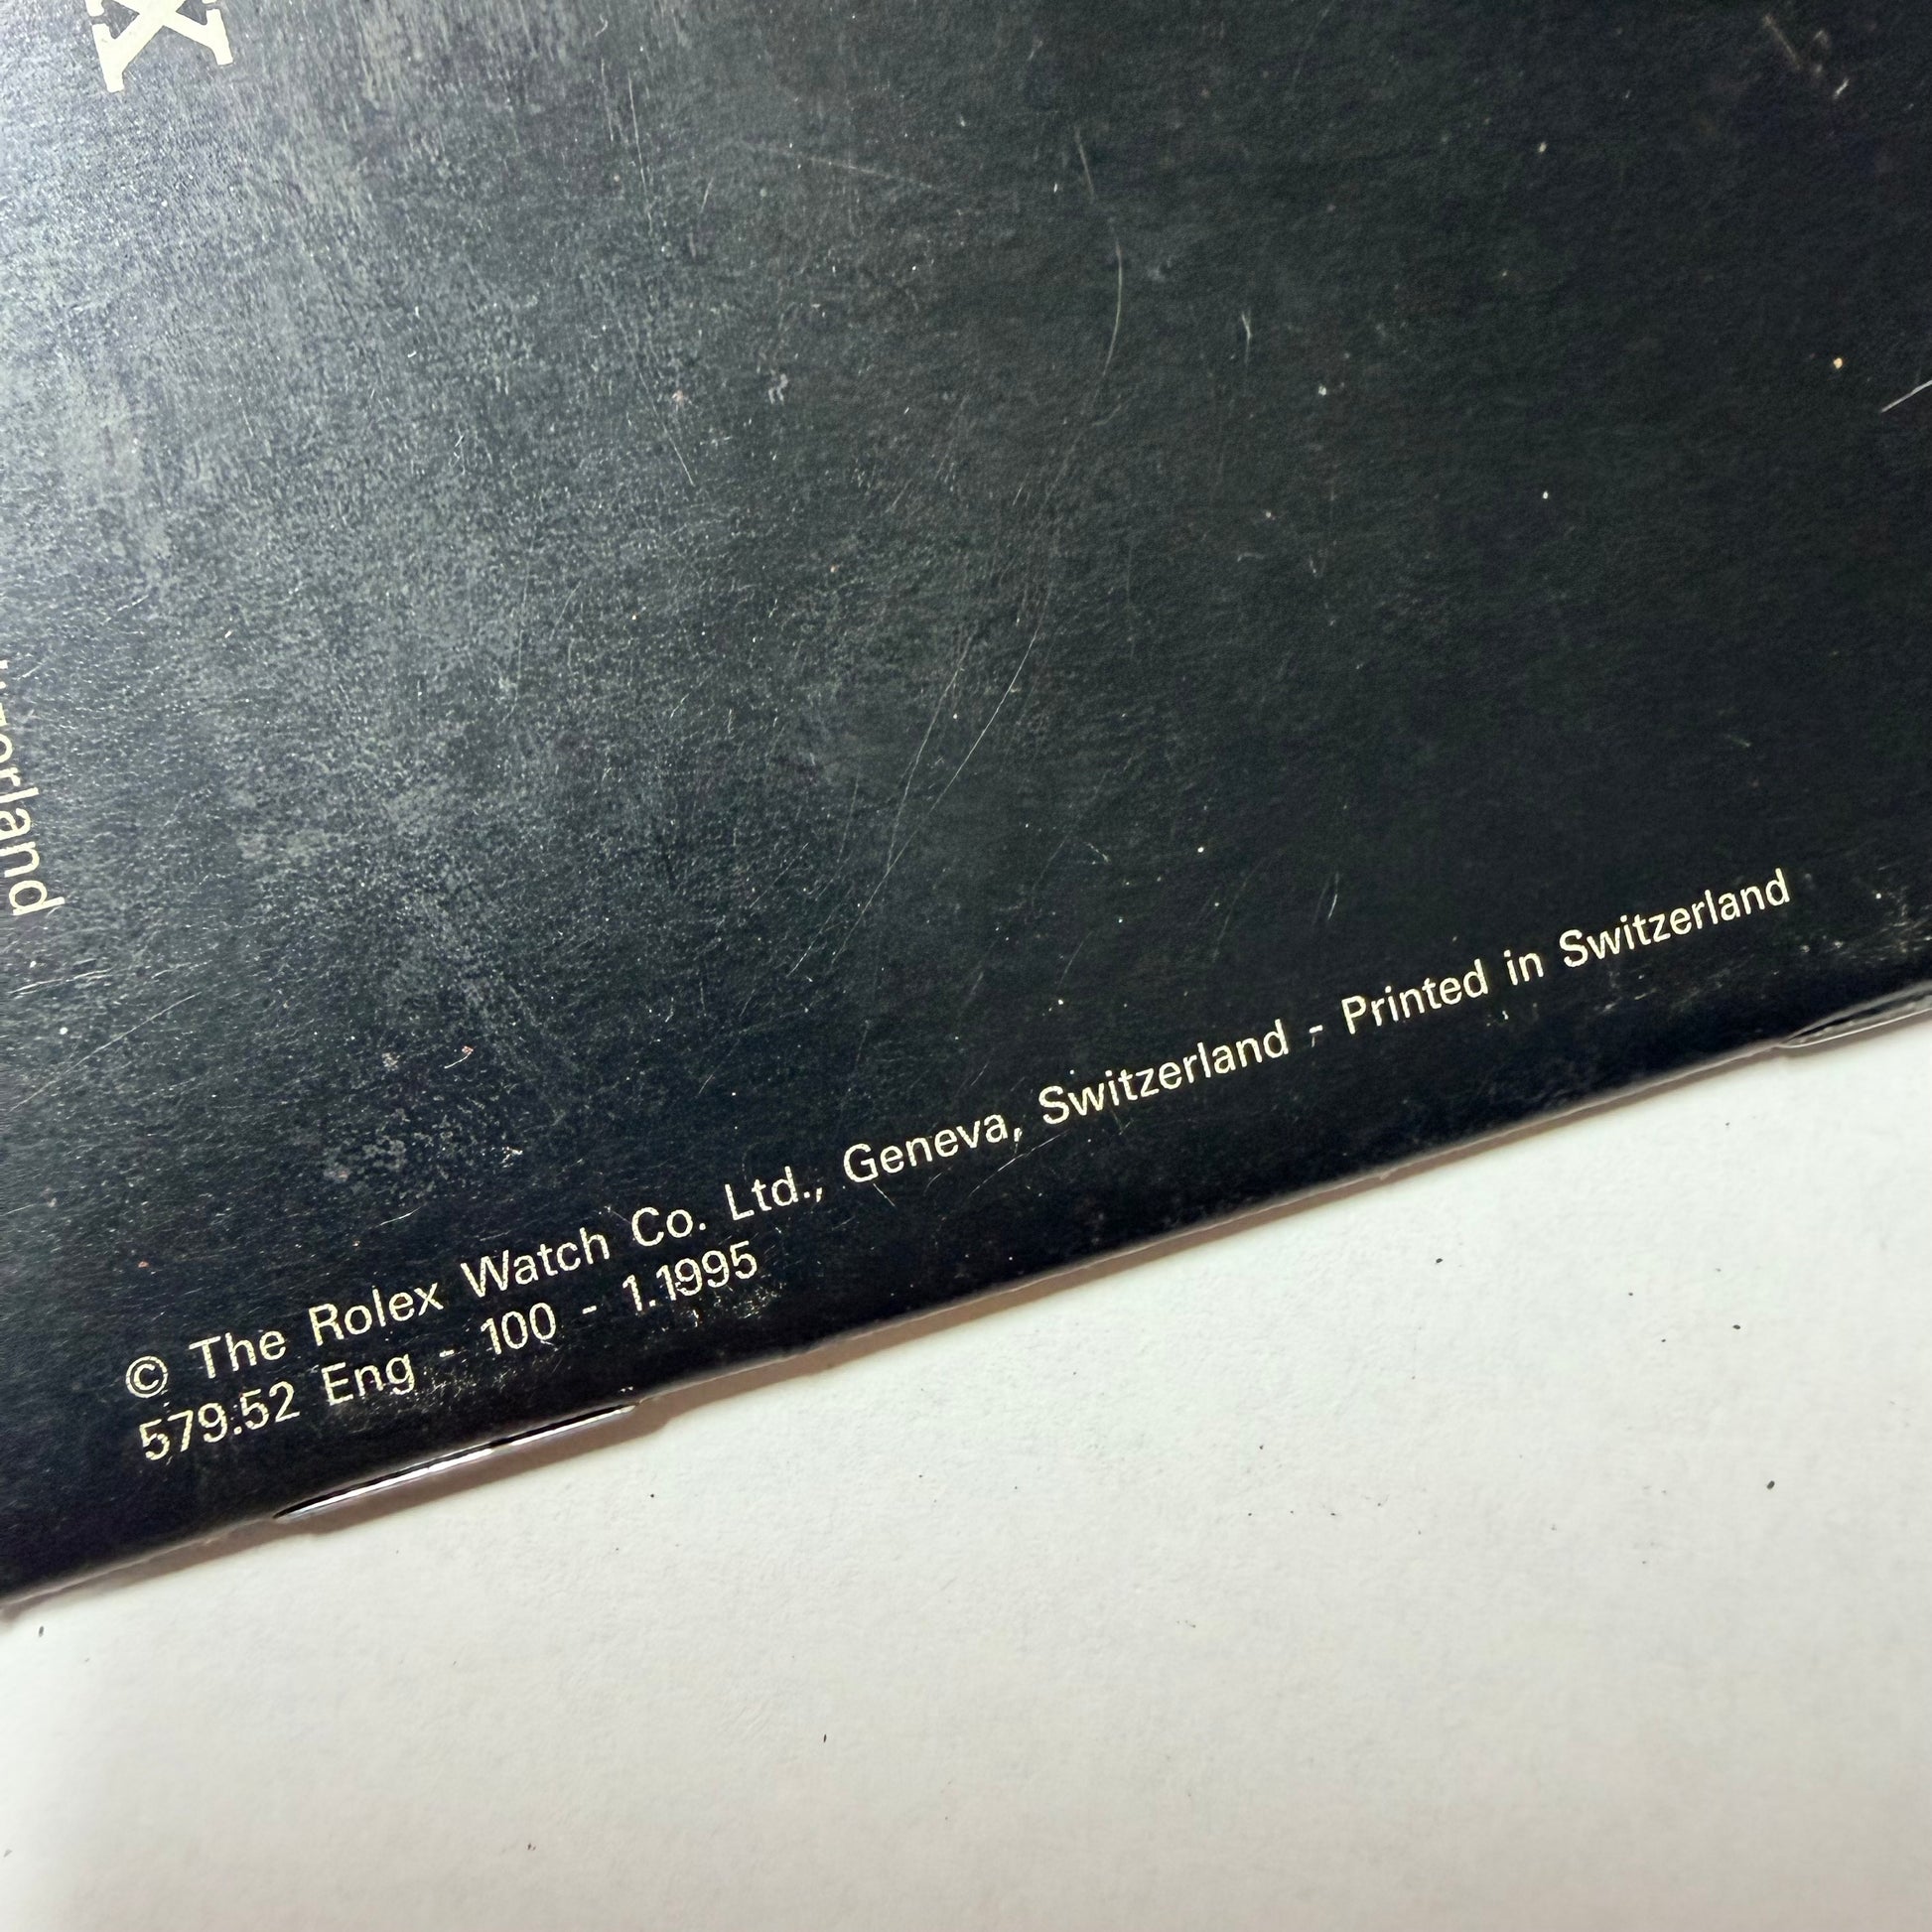 © The Rolex Watch Co. Ltd., Geneva, Switzerland - Printed in Switzerland
579.52 Eng - 100 - 1.1995